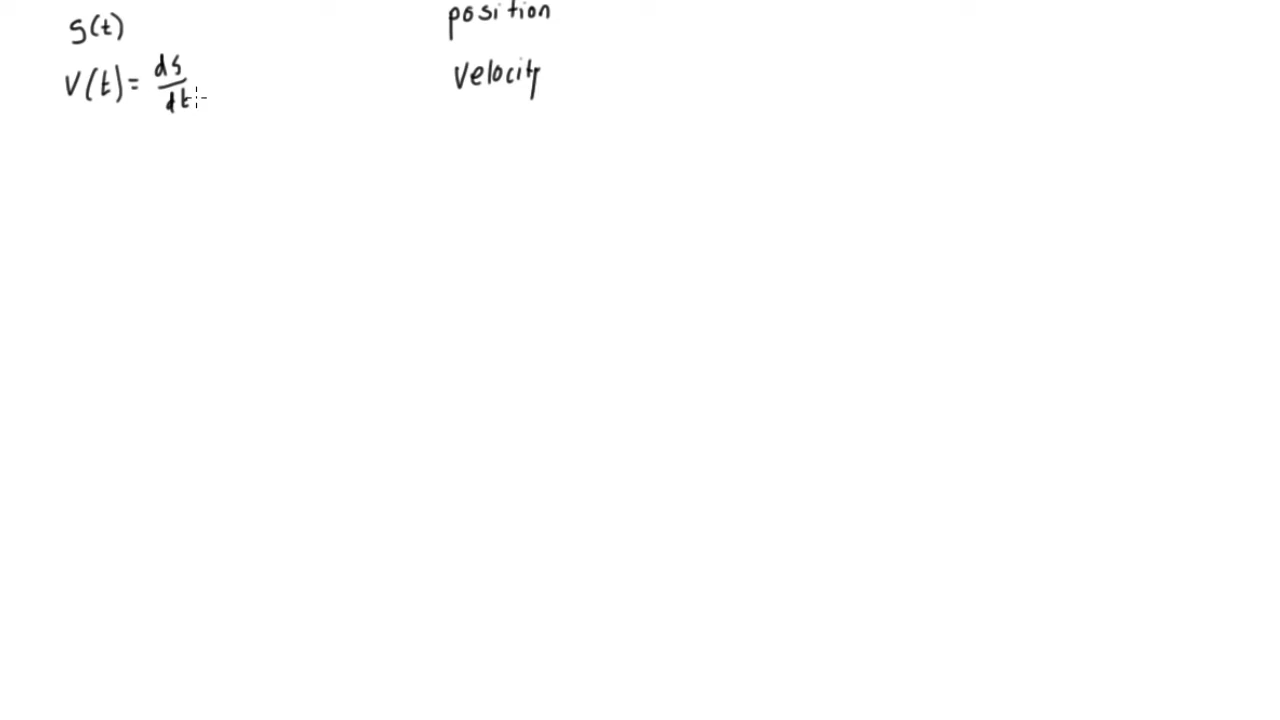 s(t) position
v(t) = ds/dt velocity